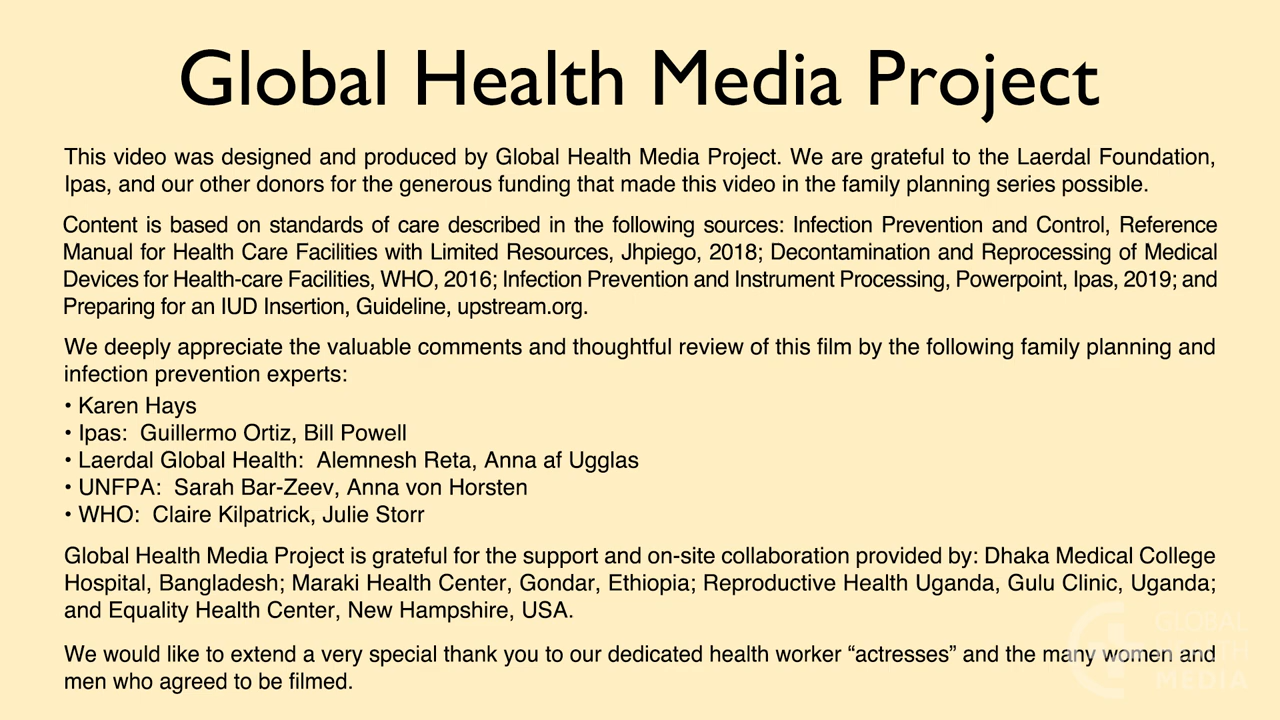 Global Health Media Project
This video was designed and produced by Global Health Media Project. We are grateful to the Laerdal Foundation,
Ipas, and our other donors for the generous funding that made this video in the family planning series possible.
Content is based on standards of care described in the following sources: Infection Prevention and Control, Reference
Manual for Health Care Facilities with Limited Resources, Jhpiego, 2018; Decontamination and Reprocessing of Medical
Devices for Health-care Facilities, WHO, 2016; Infection Prevention and Instrument Processing, Powerpoint, Ipas, 2019; and
Preparing for an IUD Insertion, Guideline, upstream.org.
We deeply appreciate the valuable comments and thoughtful review of this film by the following family planning and
infection prevention experts:
• Karen Hays
• Ipas:  Guillermo Ortiz, Bill Powell
• Laerdal Global Health:  Alemnesh Reta, Anna af Ugglas
• UNFPA:  Sarah Bar-Zeev, Anna von Horsten
• WHO:  Claire Kilpatrick, Julie Storr
Global Health Media Project is grateful for the support and on-site collaboration provided by: Dhaka Medical College
Hospital, Bangladesh; Maraki Health Center, Gondar, Ethiopia; Reproductive Health Uganda, Gulu Clinic, Uganda;
and Equality Health Center, New Hampshire, USA.
We would like to extend a very special thank you to our dedicated health worker “actresses” and the many women and
men who agreed to be filmed.
GLOBAL
HEALTH
MEDIA